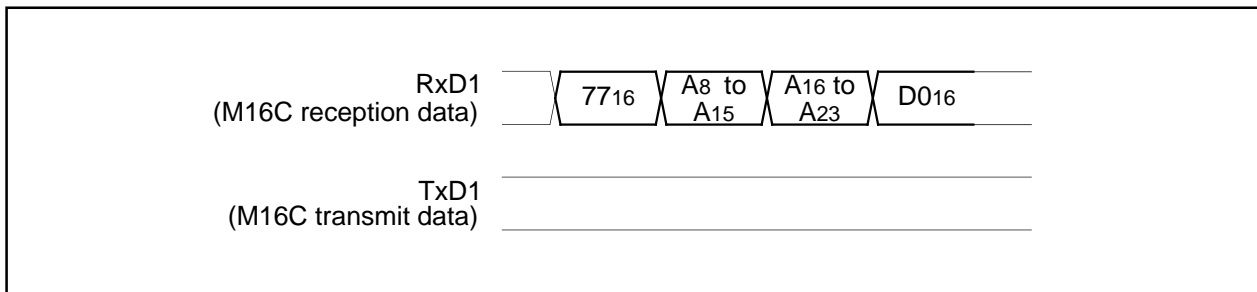 RxD1
(M16C reception data)
7716
A8 to
A15
A16 to
A23
D016
TxD1
(M16C transmit data)